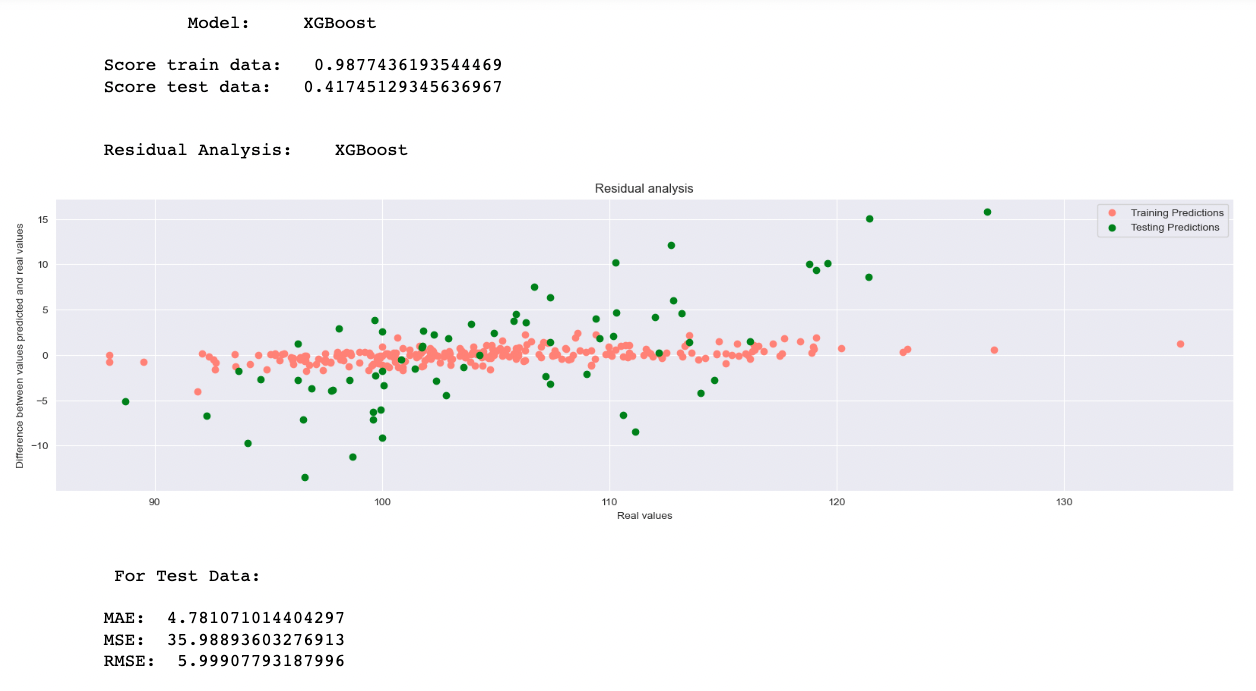 Model: XGBoost
Score train data: 0.9877436193544469
Score test data: 0.41745129345636967
Residual Analysis: XGBoost
Residual analysis
Training Predictions
Testing Predictions
Difference between values predicted and real values
15
10
5
0
−5
−10
90
100
110
120
130
Real values
For Test Data:
MAE: 4.781071014404297
MSE: 35.98893603276913
RMSE: 5.99907793187996